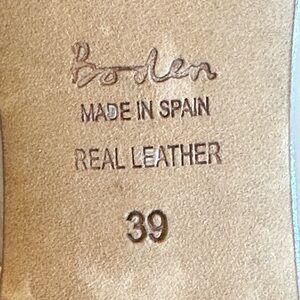 Boden
MADE IN SPAIN
REAL LEATHER
39